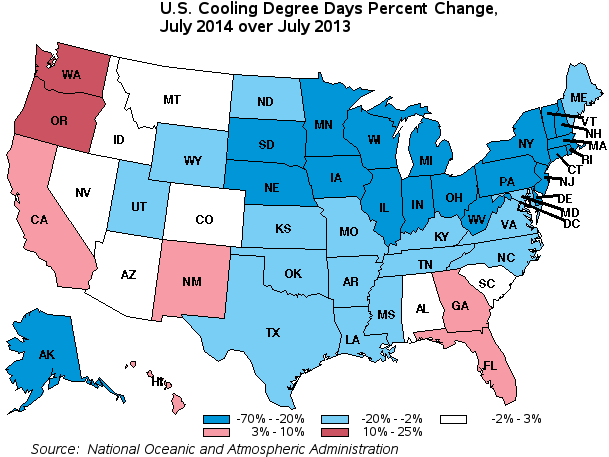 U.S. Cooling Degree Days Percent Change,
July 2014 over July 2013
WA
MT
ND
ME
OR
MN
VT
NH
ID
SD
WI
NY
MA
WY
MI
RI
CT
IA
PA
NJ
NE
NV
UT
IL
IN
OH
DE
MD
DC
CA
CO
WV
VA
KS
MO
KY
NC
AZ
NM
OK
AR
TN
SC
TX
MS
AL
GA
LA
AK
HI
FL
-70% - -20%
-20% - -2%
-2% - 3%
3% - 10%
10% - 25%
Source: National Oceanic and Atmospheric Administration